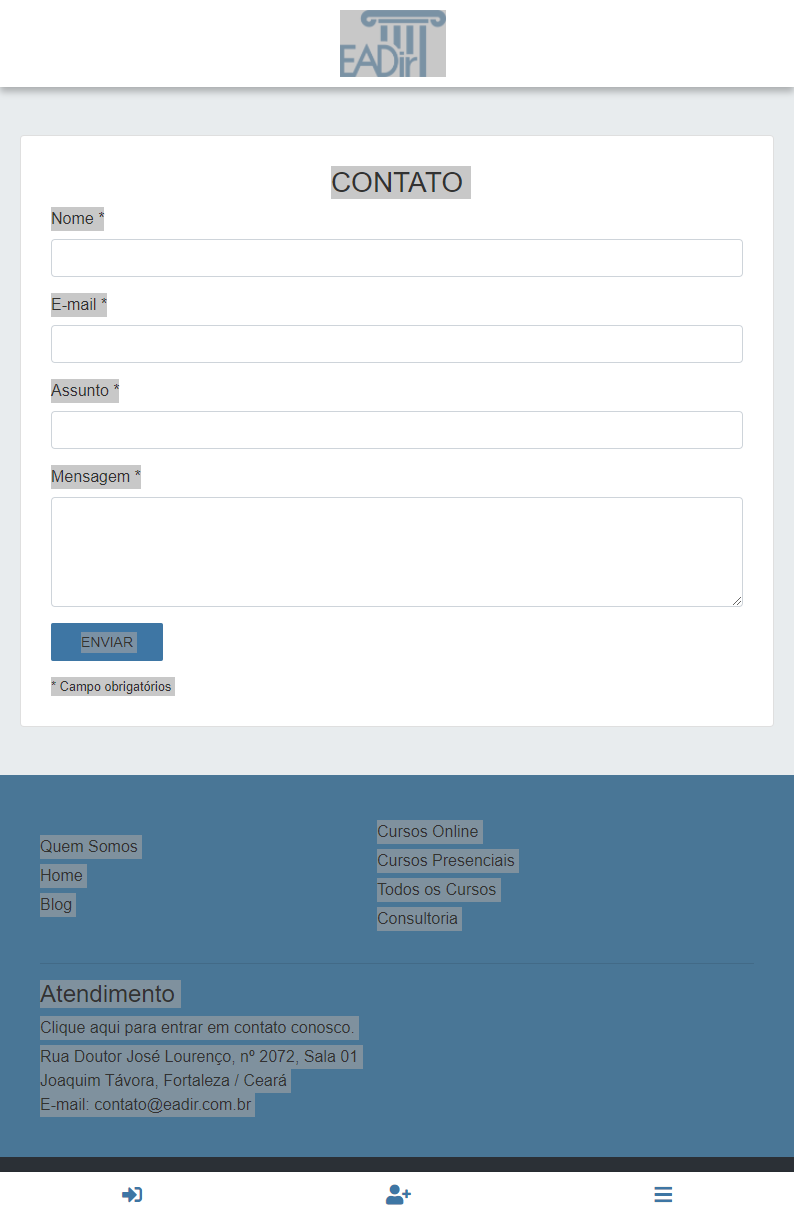 EADir
CONTATO
Nome *
E-mail *
Assunto *
Mensagem *
ENVIAR
* Campo obrigatórios
Quem Somos
Home
Blog
Cursos Online
Cursos Presenciais
Todos os Cursos
Consultoria
Atendimento
Clique aqui para entrar em contato conosco.
Rua Doutor José Lourenço, nº 2072, Sala 01
Joaquim Távora, Fortaleza / Ceará
E-mail: contato@eadir.com.br